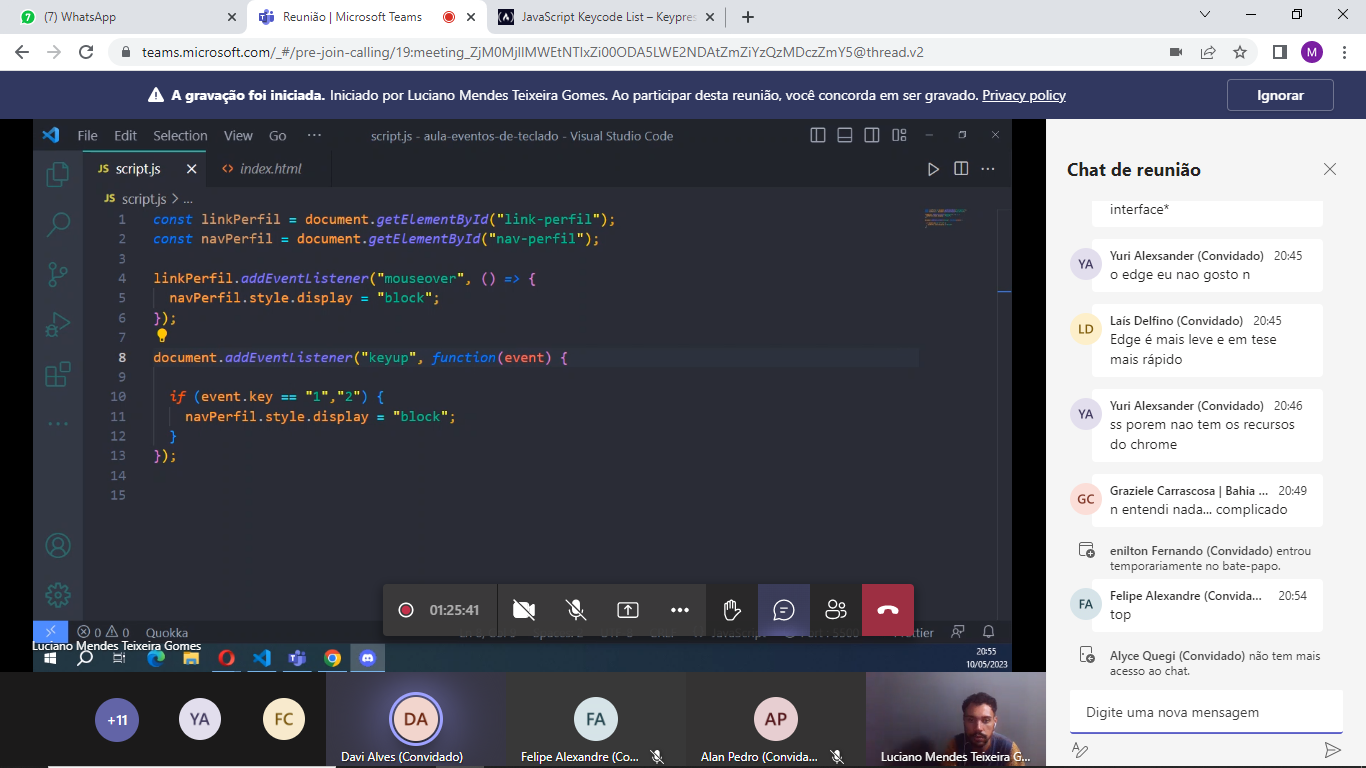 (7) WhatsApp
Reunião | Microsoft Teams
JavaScript Keycode List – Keypres
teams.microsoft.com/_#/pre-join-calling/19:meeting_ZjM0MjlIMWEtNTIxZi00ODA5LWE2NDAtZmZiYzQzMDczZmY5@thread.v2
M
A gravação foi iniciada. Iniciado por Luciano Mendes Teixeira Gomes. Ao participar desta reunião, você concorda em ser gravado. Privacy policy
Ignorar
File Edit Selection View Go ···
script.js - aula-eventos-de-teclado - Visual Studio Code
JS script.js
<> index.html
JS script.js > ...
1 const linkPerfil = document.getElementById("link-perfil");
2 const navPerfil = document.getElementById("nav-perfil");
3
4 linkPerfil.addEventListener("mouseover", () => {
5 navPerfil.style.display = "block";
6 });
7
8 document.addEventListener("keyup", function(event) {
9
10 if (event.key == "1","2") {
11 navPerfil.style.display = "block";
12 }
13 });
14
15
01:25:41
0 0 Quokka
Luciano Mendes Teixeira Gomes
20:55
10/05/2023
+11
YA
FC
DA
Davi Alves (Convidado)
FA
Felipe Alexandre (Co...
AP
Alan Pedro (Convida...
Luciano Mendes Teixeira G...
Chat de reunião
interface*
YA
Yuri Alexsander (Convidado) 20:45
o edge eu nao gosto n
LD
Laís Delfino (Convidado) 20:45
Edge é mais leve e em tese
mais rápido
YA
Yuri Alexsander (Convidado) 20:46
ss porem nao tem os recursos
do chrome
GC
Graziele Carrascosa | Bahia ... 20:49
n entendi nada... complicado
enilton Fernando (Convidado) entrou
temporariamente no bate-papo.
FA
Felipe Alexandre (Convida... 20:54
top
Alyce Quegi (Convidado) não tem mais
acesso ao chat.
Digite uma nova mensagem